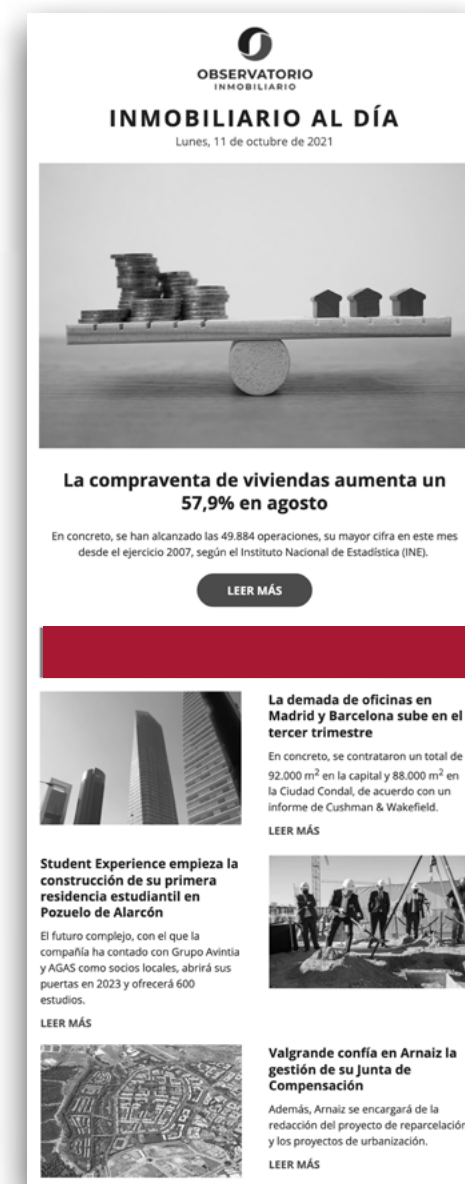 OBSERVATORIO
INMOBILIARIO
INMOBILIARIO AL DÍA
Lunes, 11 de octubre de 2021
La compraventa de viviendas aumenta un
57,9% en agosto
En concreto, se han alcanzado las 49.884 operaciones, su mayor cifra en este mes
desde el ejercicio 2007, según el Instituto Nacional de Estadística (INE).
LEER MÁS
La demada de oficinas en
Madrid y Barcelona sube en el
tercer trimestre
En concreto, se contrataron un total de
92.000 m² en la capital y 88.000 m² en
la Ciudad Condal, de acuerdo con un
informe de Cushman & Wakefield.
LEER MÁS
Student Experience empieza la
construcción de su primera
residencia estudiantil en
Pozuelo de Alarcón
El futuro complejo, con el que la
compañía ha contado con Grupo Avintia
y AGAS como socios locales, abrirá sus
puertas en 2023 y ofrecerá 600
estudios.
LEER MÁS
Valgrande confía en Arnaiz la
gestión de su Junta de
Compensación
Además, Arnaiz se encargará de la
redacción del proyecto de reparcelación
y los proyectos de urbanización.
LEER MÁS